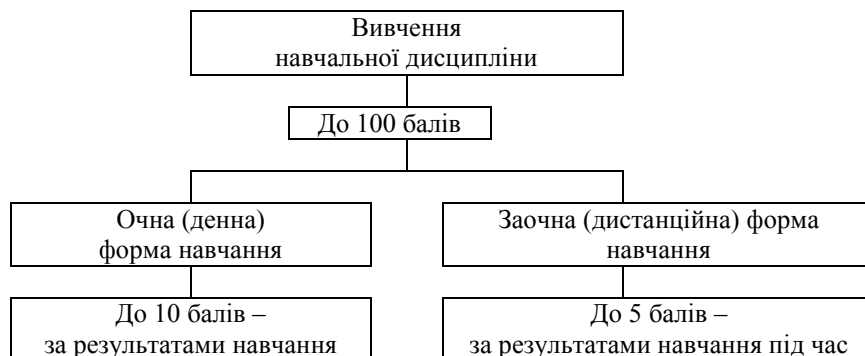 Вивчення
навчальної дисципліни
До 100 балів
Очна (денна)
форма навчання
Заочна (дистанційна) форма
навчання
До 10 балів –
за результатами навчання
До 5 балів –
за результатами навчання під час